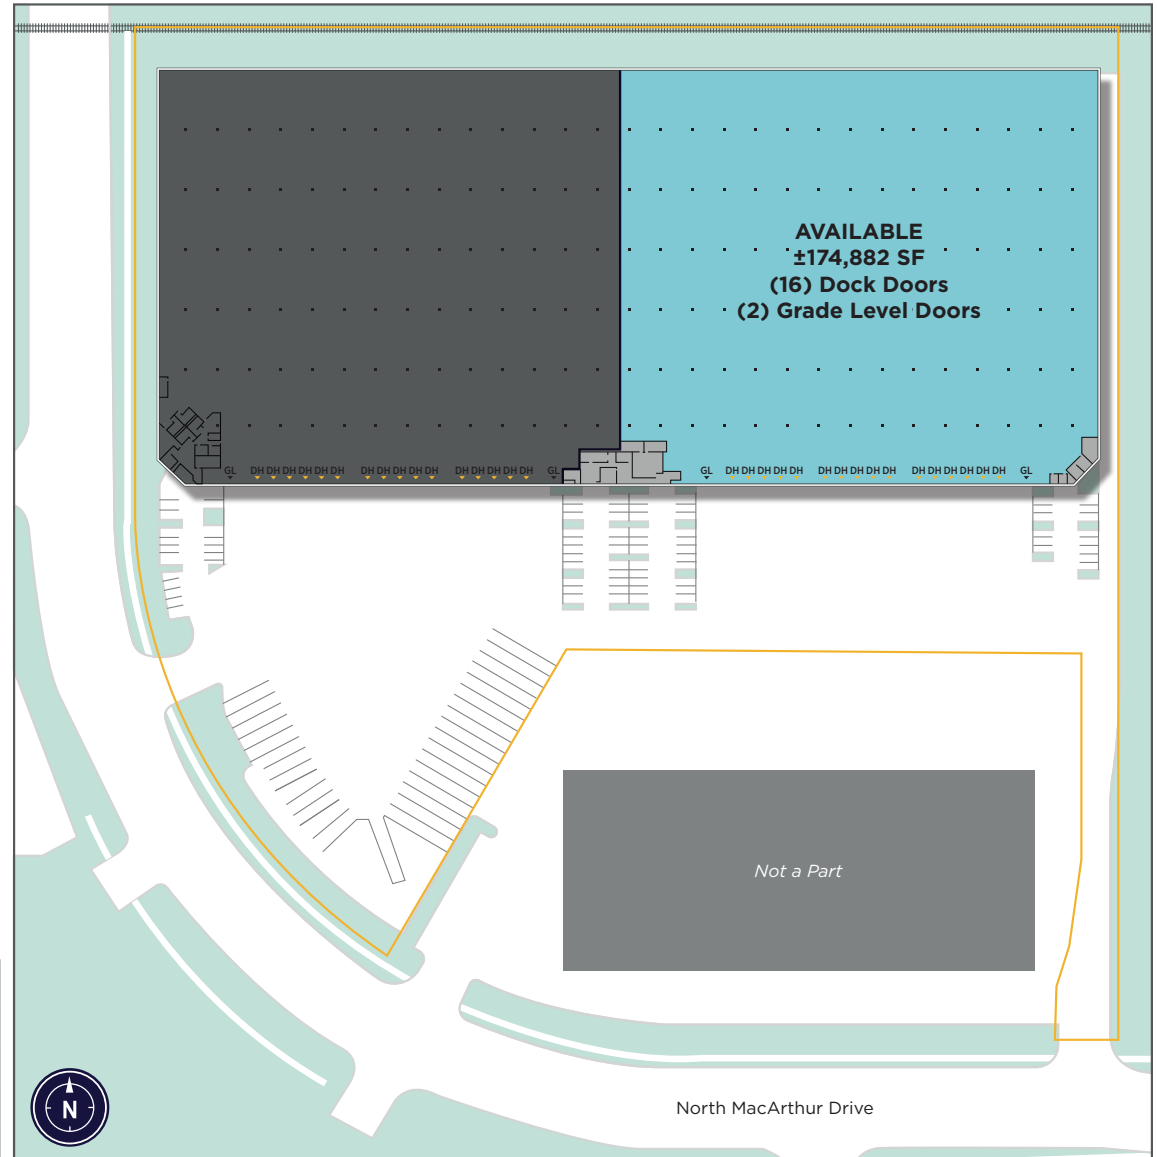 AVAILABLE
±174,882 SF
(16) Dock Doors
(2) Grade Level Doors
GL DH DH DH DH DH DH DH DH DH DH DH DH DH DH DH DH GL GL DH DH DH DH DH DH DH DH DH DH DH DH DH DH DH DH GL
Not a Part
North MacArthur Drive
N